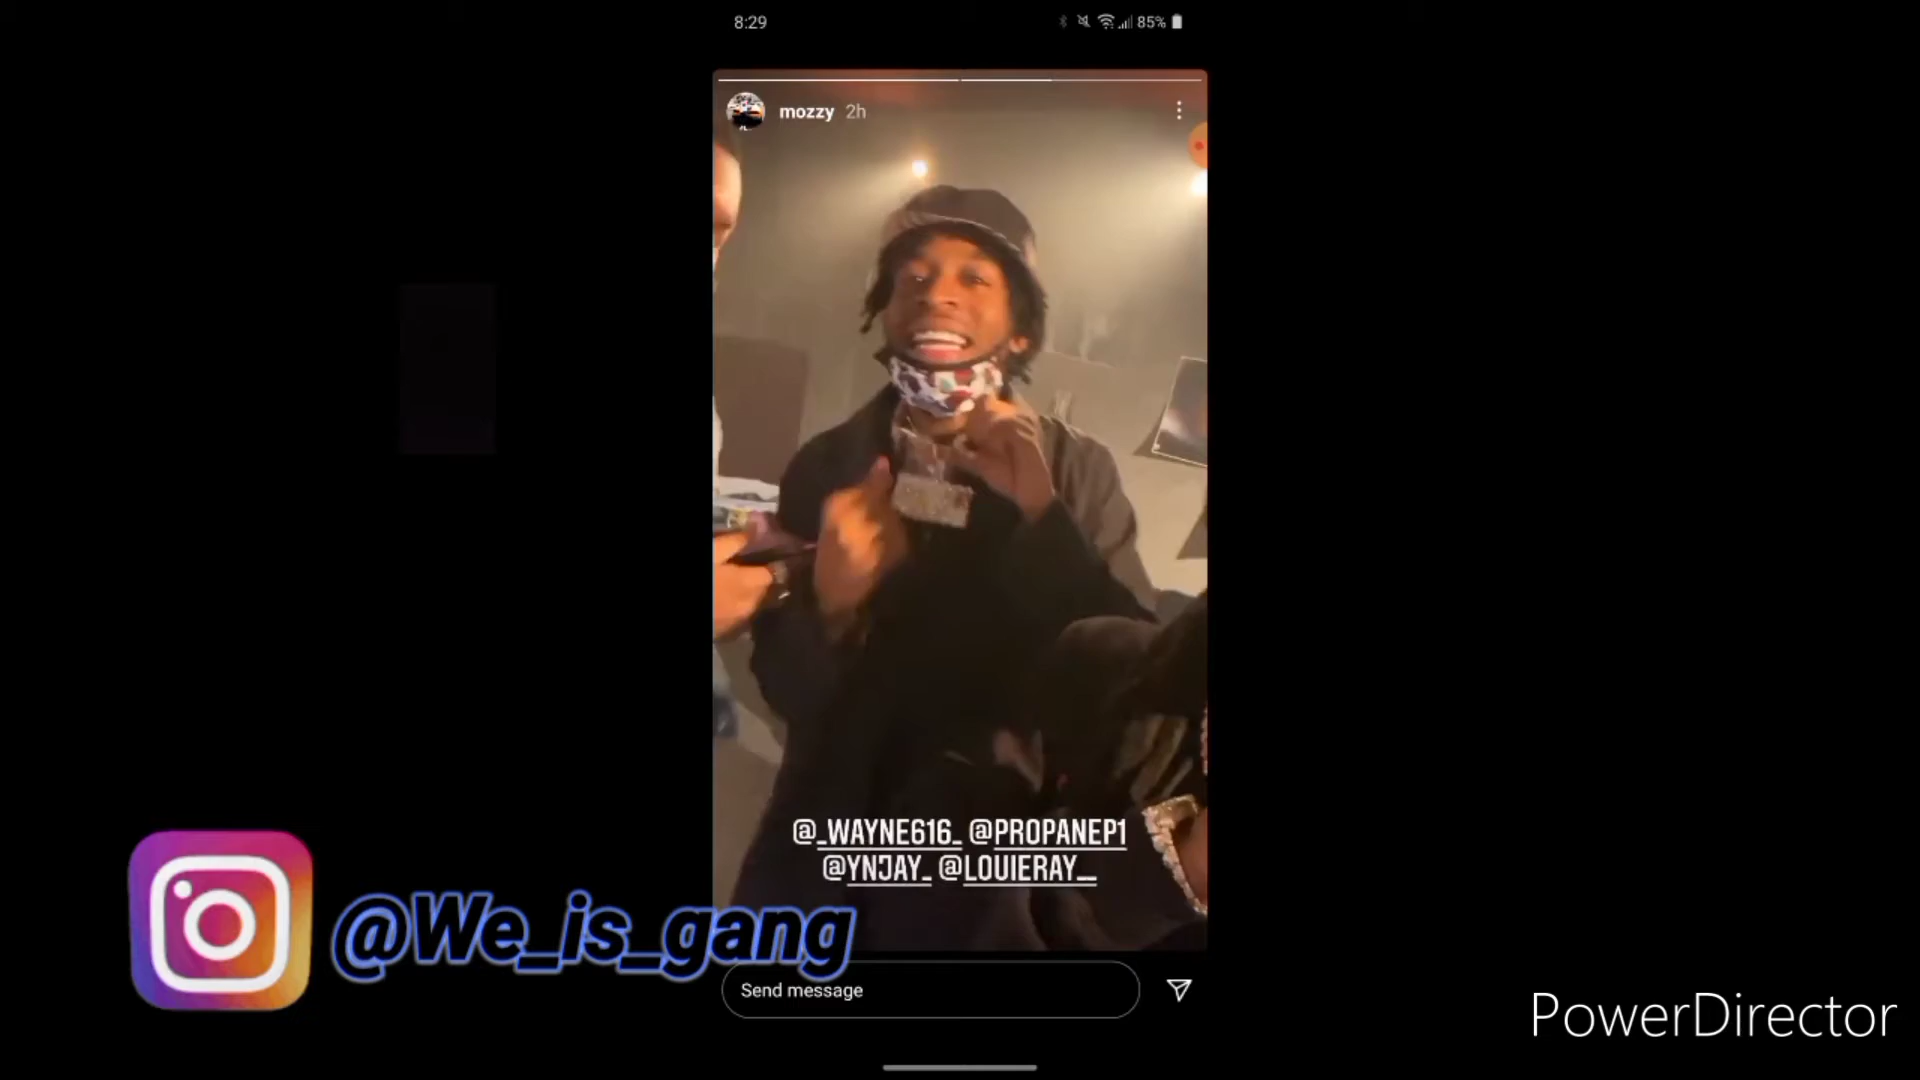 8:29
85%
mozzy 2h
@_WAYNE616_ @PROPANEP1
@YNJAY_ @LOUIERAY__
@We_is_gang
Send message
PowerDirector